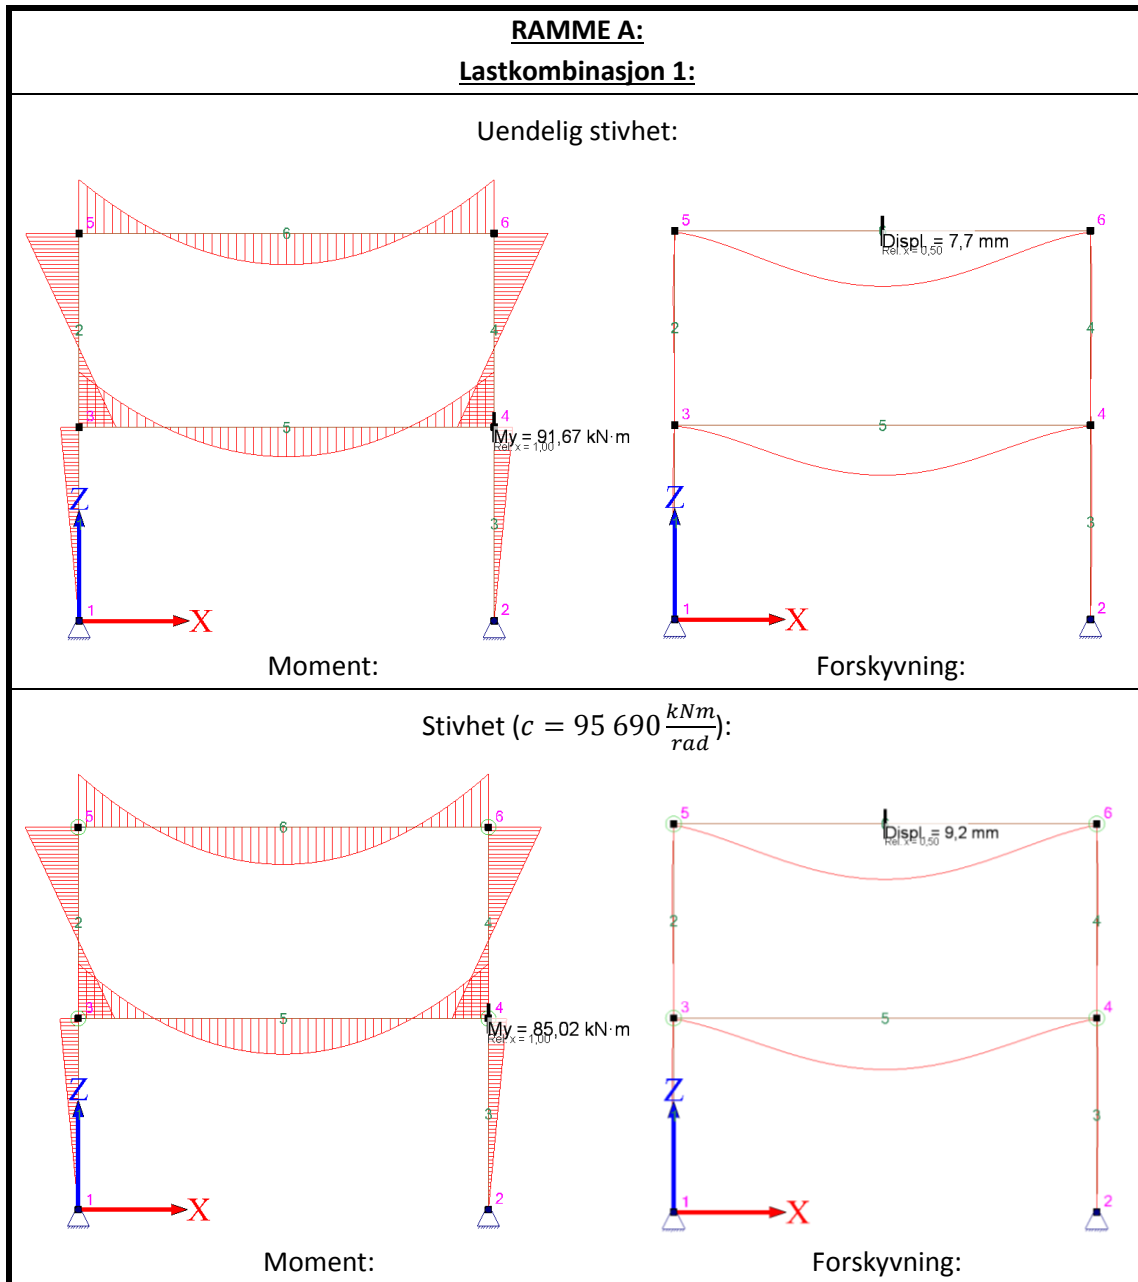 RAMME A:
Lastkombinasjon 1:
Uendelig stivhet:
5
6
6
2
4
3
5
4
My = 91,67 kN·m
Rel. x = 1,00
Z
3
1
X
2
Moment:
5
6
Displ. = 7,7 mm
Rel. x = 0,50
2
4
3
5
4
Z
3
1
X
2
Forskyvning:
Stivhet (c = 95 690 kNm/rad):
5
6
6
2
4
3
5
4
My = 85,02 kN·m
Rel. x = 1,00
Z
3
1
X
2
Moment:
5
6
Displ. = 9,2 mm
Rel. x = 0,50
2
4
3
5
4
Z
3
1
X
2
Forskyvning: